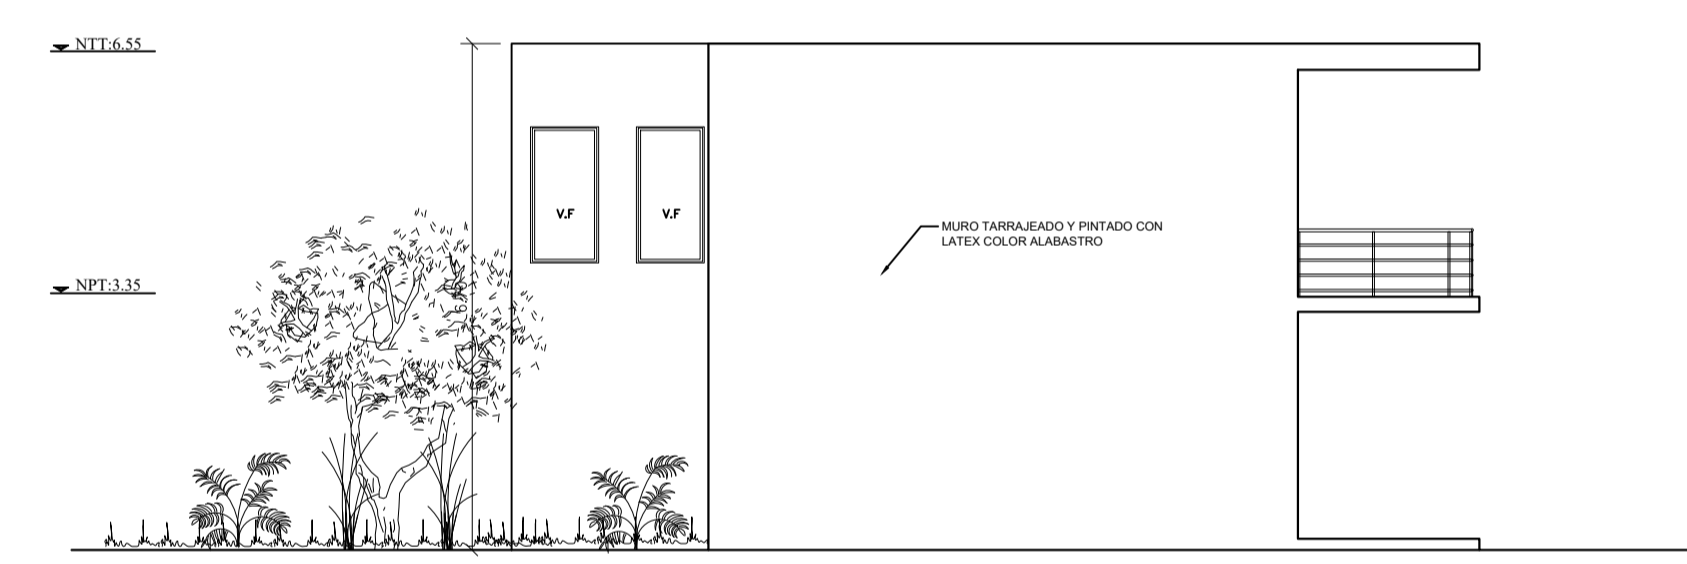 NTT:6.55
V.F
V.F
MURO TARRAJEADO Y PINTADO CON
LATEX COLOR ALABASTRO
NPT:3.35